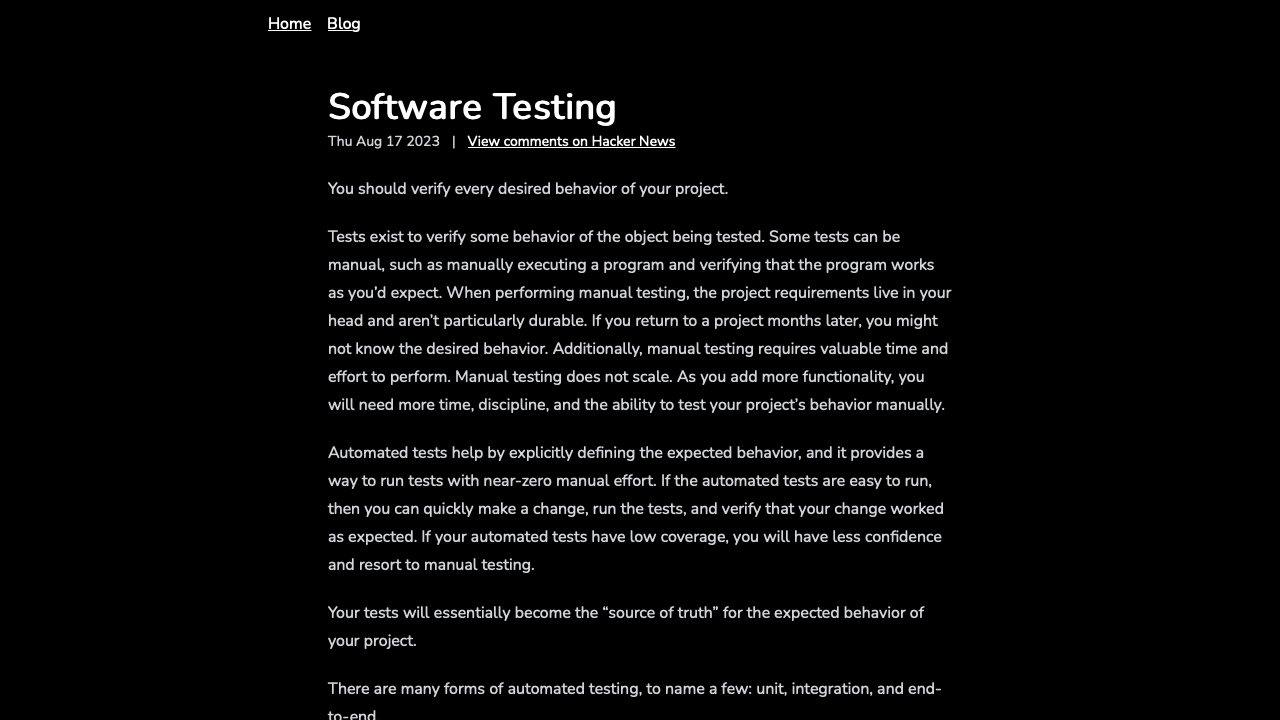 Home Blog
Software Testing
Thu Aug 17 2023 | View comments on Hacker News
You should verify every desired behavior of your project.
Tests exist to verify some behavior of the object being tested. Some tests can be
manual, such as manually executing a program and verifying that the program works
as you’d expect. When performing manual testing, the project requirements live in your
head and aren’t particularly durable. If you return to a project months later, you might
not know the desired behavior. Additionally, manual testing requires valuable time and
effort to perform. Manual testing does not scale. As you add more functionality, you
will need more time, discipline, and the ability to test your project’s behavior manually.
Automated tests help by explicitly defining the expected behavior, and it provides a
way to run tests with near-zero manual effort. If the automated tests are easy to run,
then you can quickly make a change, run the tests, and verify that your change worked
as expected. If your automated tests have low coverage, you will have less confidence
and resort to manual testing.
Your tests will essentially become the “source of truth” for the expected behavior of
your project.
There are many forms of automated testing, to name a few: unit, integration, and end-
to-end